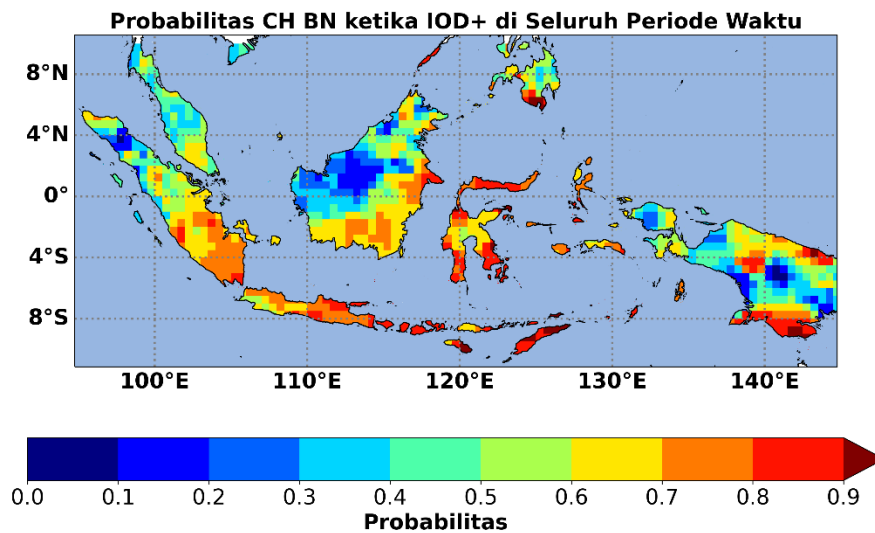 Probabilitas CH BN ketika IOD+ di Seluruh Periode Waktu
8°N
4°N
0°
4°S
8°S
100°E 110°E 120°E 130°E 140°E
0.0 0.1 0.2 0.3 0.4 0.5 0.6 0.7 0.8 0.9
Probabilitas